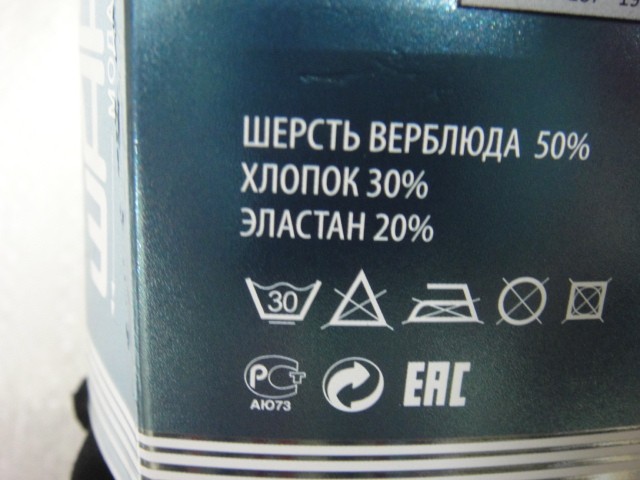 ШЕРСТЬ ВЕРБЛЮДА 50%
ХЛОПОК 30%
ЭЛАСТАН 20%
30
РСТ
АЮ73
ЕАС